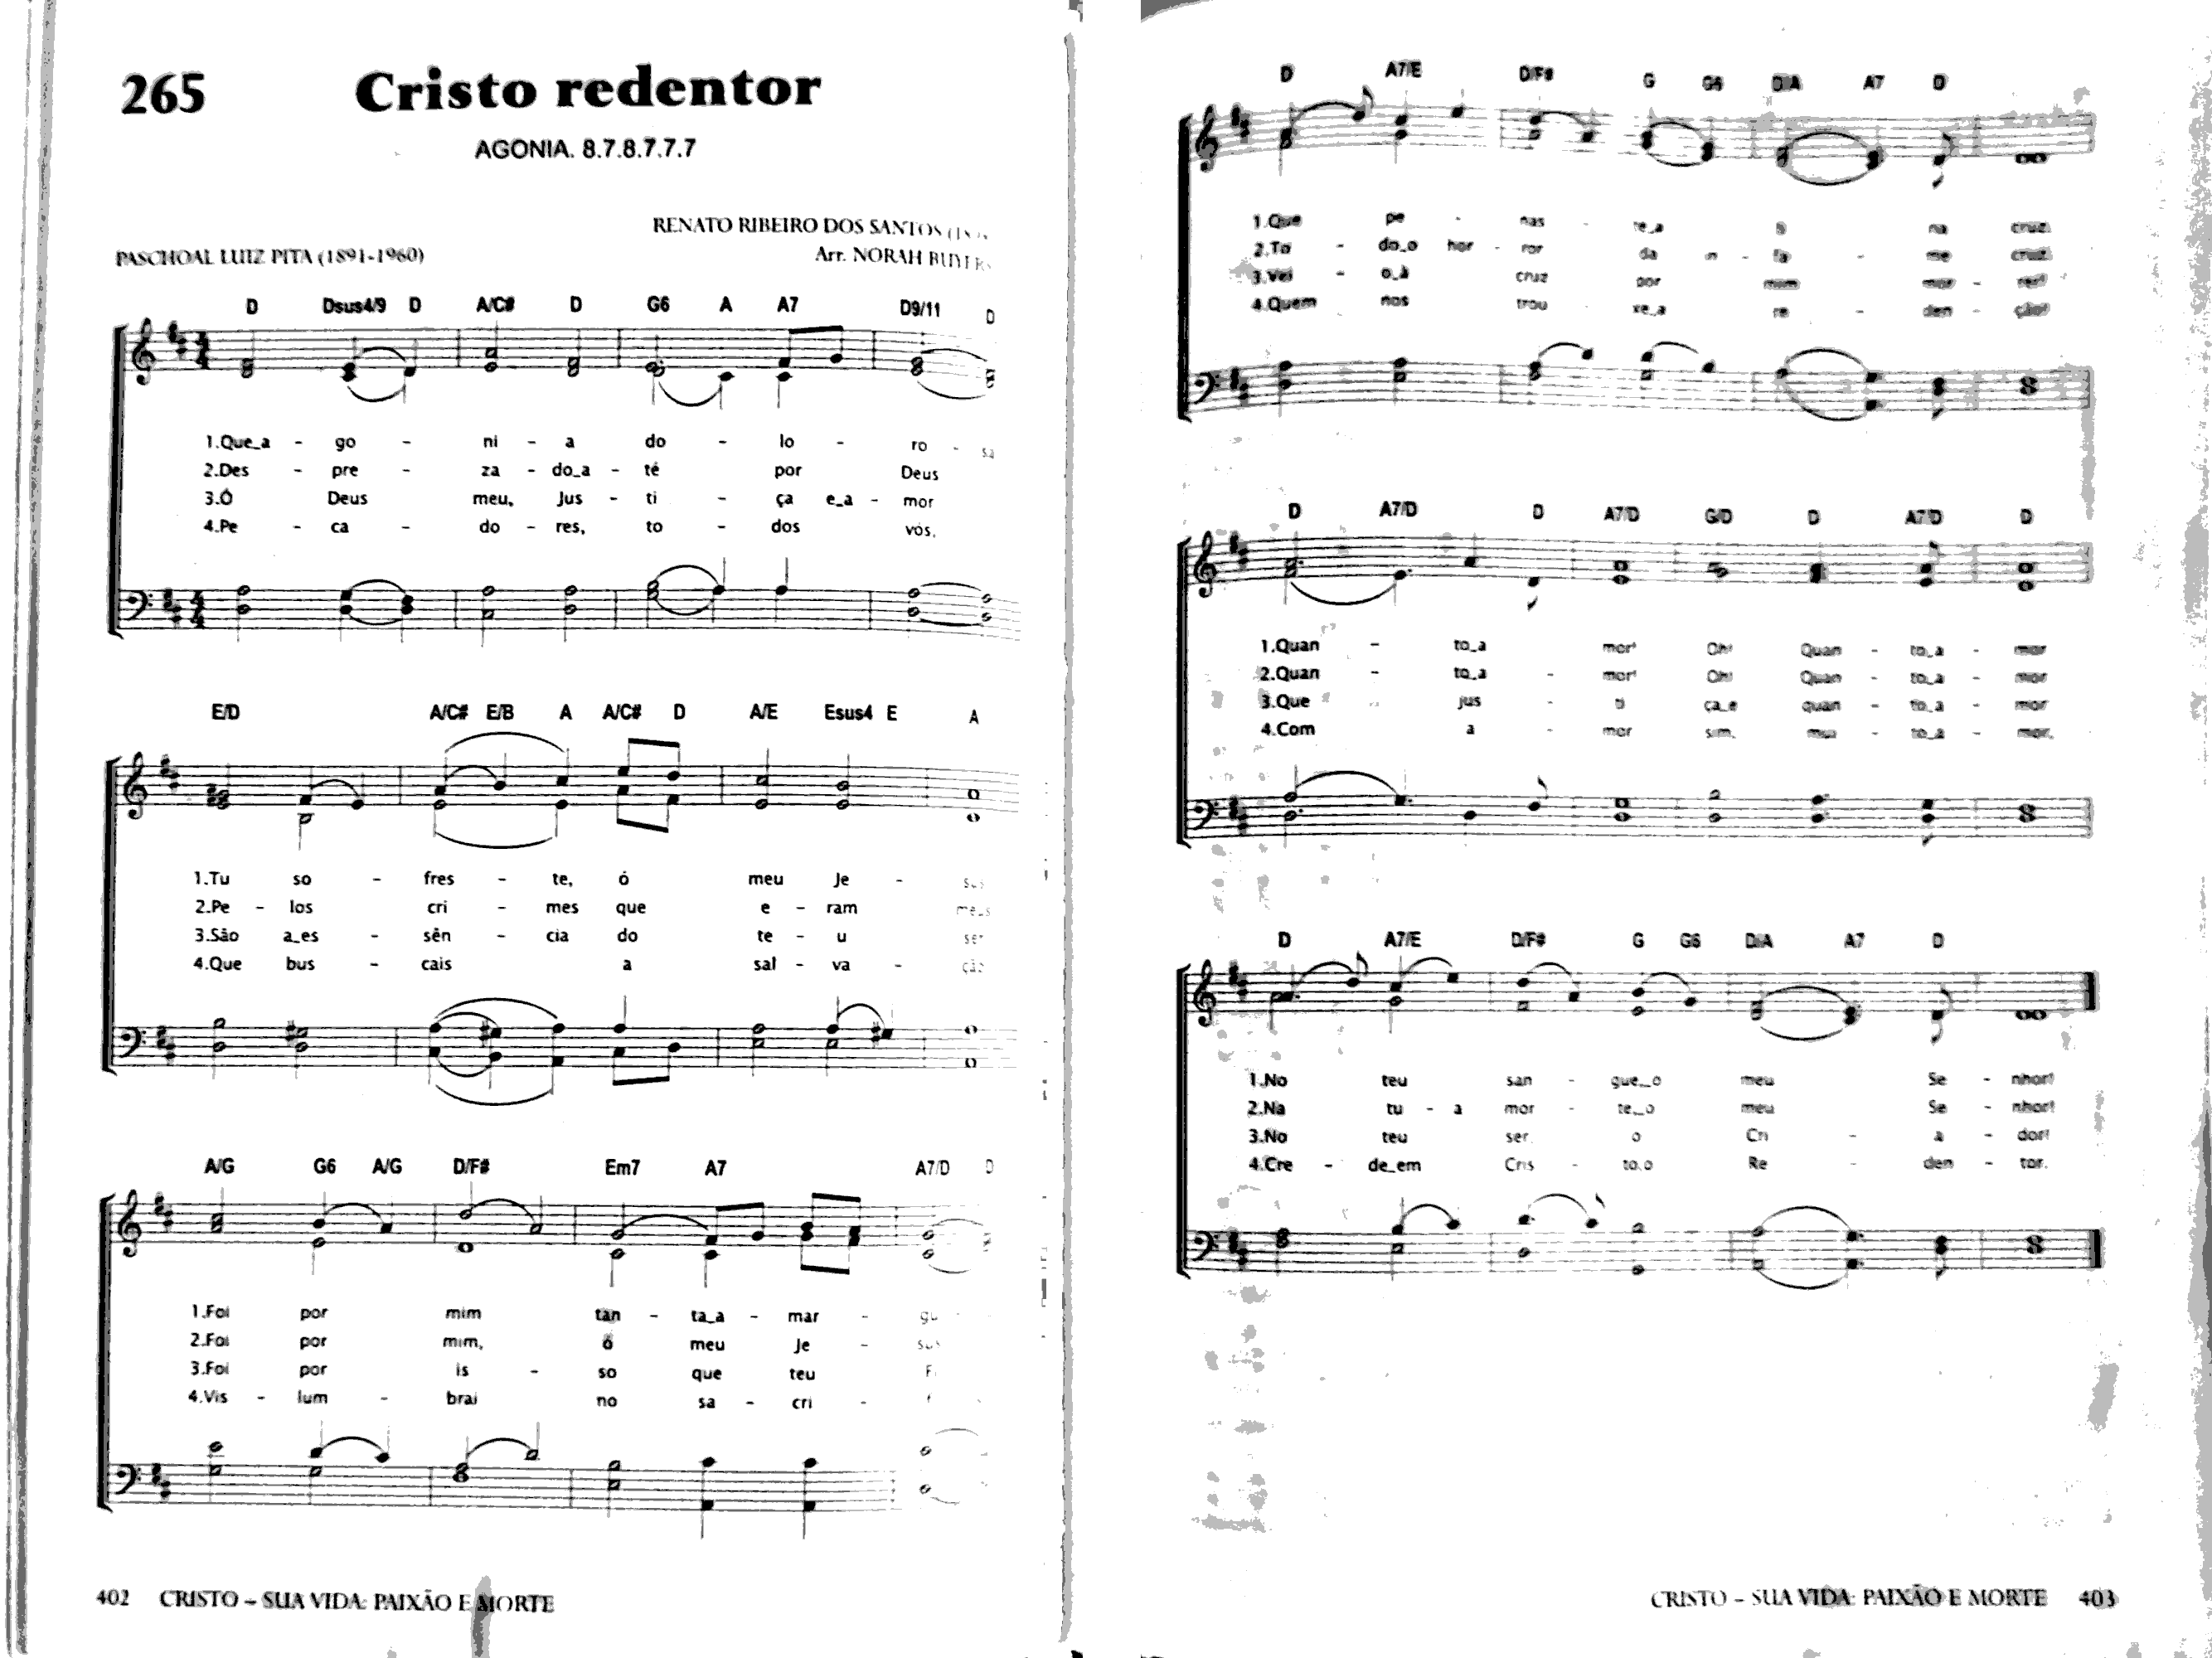 265 Cristo redentor
AGONIA. 8.7.8.7.7.7
RENATO RIBEIRO DOS SANTOS
PASCHOAL LUIZ PITA (1891-1960)
Arr. NORAH BUYERS
D Dsus4/9 D A/C# D G6 A A7 D9/11 D
1.Que_a - go - ni - a do - lo - ro - sa
2.Des - pre - za - do_a - té por Deus
3.Ó Deus meu, Jus - ti - ça e_a - mor
4.Pe - ca - do - res, to - dos vós,
E/D A/C# E/B A A/C# D A/E Esus4 E A
1.Tu so - fres - te, ó meu Je - sus
2.Pe - los cri - mes que e - ram meus
3.São a_es - sên - cia do te - u ser
4.Que bus - cais a sal - va - ção
A/G G6 A/G D/F# Em7 A7 A7/D D
1.Foi por mim tan - ta_a - mar - gu
2.Foi por mim, ó meu Je - sus
3.Foi por is - so que teu
4.Vis - lum - brai no sa - cri -
402 CRISTO – SUA VIDA: PAIXÃO E MORTE
D A7/E D/F# G G6 D/A A7 D
1.Que pe - nas - te_a na cruz!
2.To - do_o hor - ror da in - fa - me cruz!
3.Vei - o_à cruz por mim mor - rer!
4.Quem nos trou - xe_a re - den - ção!
D A7/D D A7/D G/D D A7/D D
1.Quan - to_a mor! Oh! Quan - to_a - mor
2.Quan - to_a - mor! Oh! Quan - to_a - mor
3.Que jus - ti ça_e quan - to_a - mor
4.Com a - mor sim, mui - to_a - mor,
D A7/E D/F# G G6 D/A A7 D
1.No teu san - gue_o meu Se - nhor!
2.Na tu - a mor - te_o meu Se - nhor!
3.No teu ser. o Cri - a - dor!
4.Cre - de_em Cris - to_o Re - den - tor.
CRISTO – SUA VIDA: PAIXÃO E MORTE 403